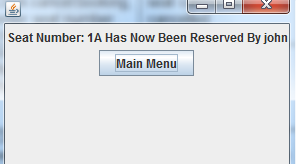 Seat Number: 1A Has Now Been Reserved By john
Main Menu